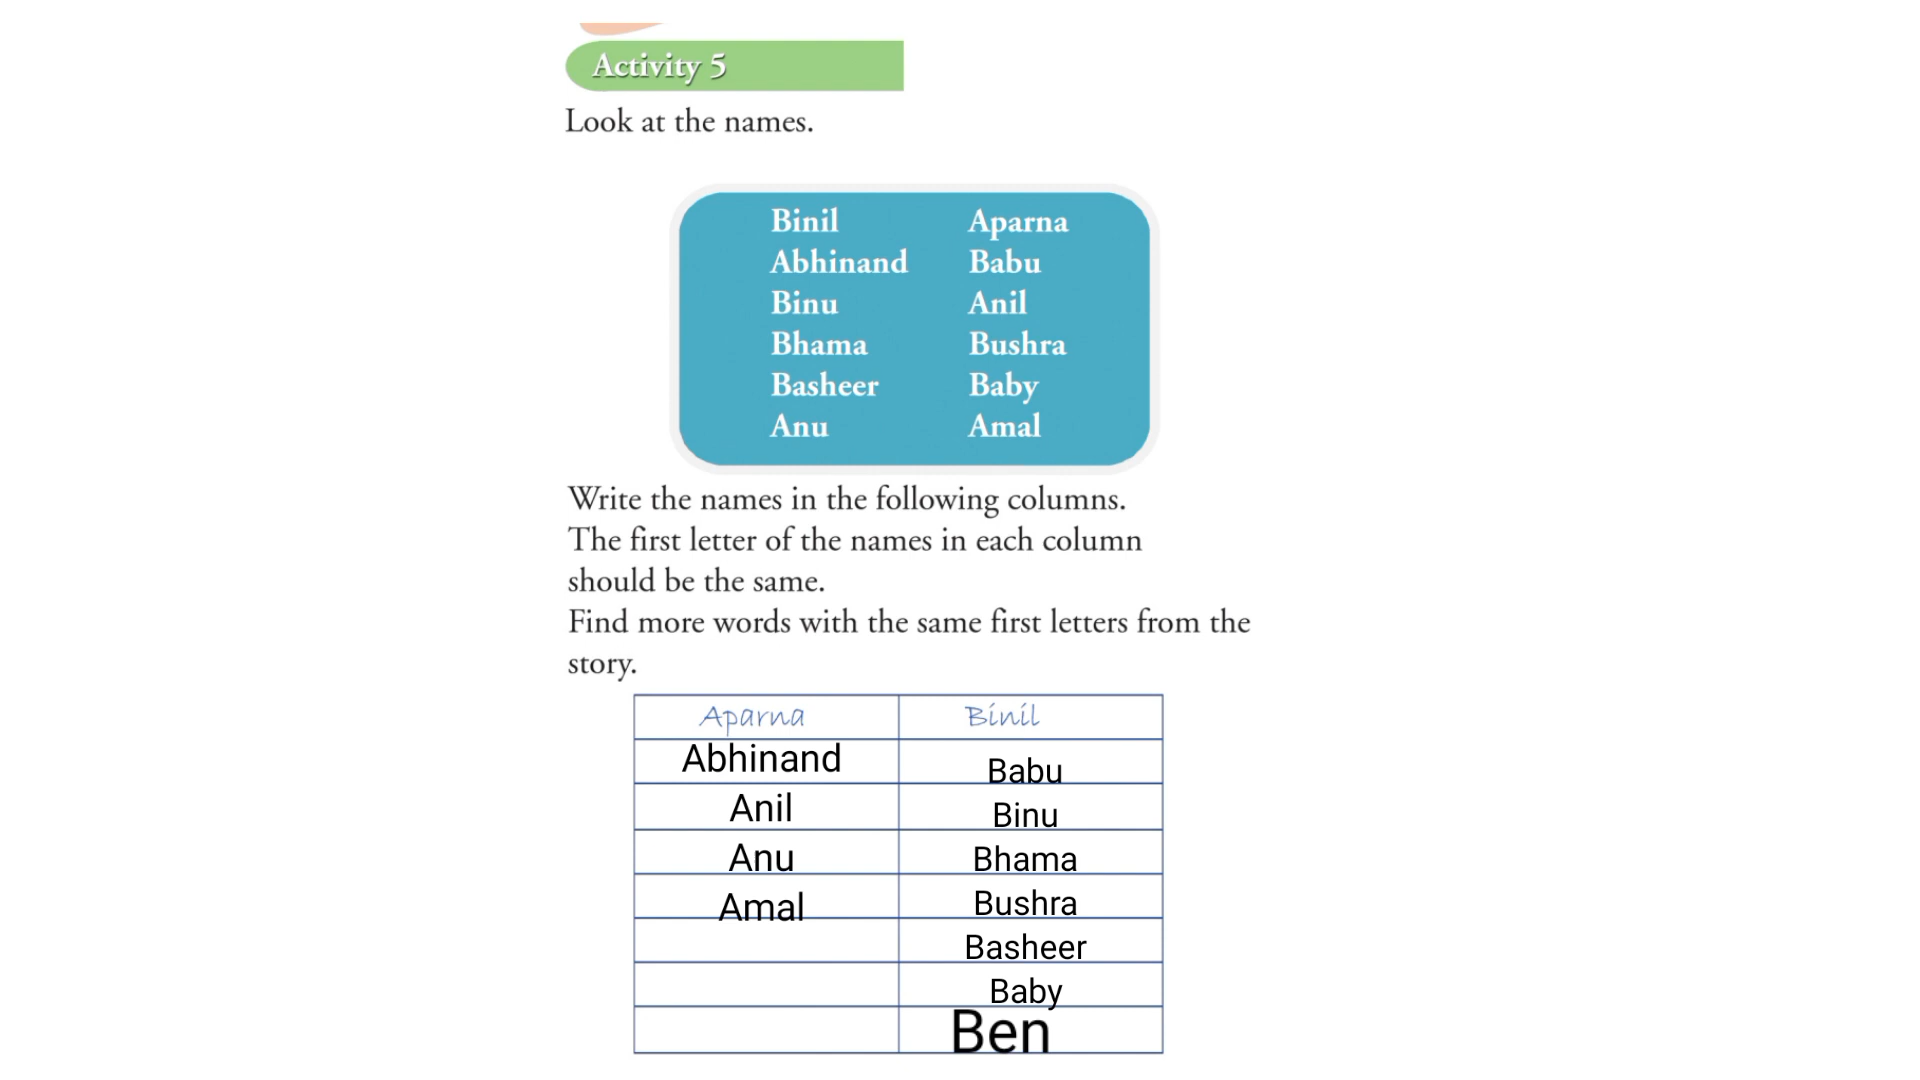 Activity 5
Look at the names.
Binil Aparna
Abhinand Babu
Binu Anil
Bhama Bushra
Basheer Baby
Anu Amal
Write the names in the following columns.
The first letter of the names in each column
should be the same.
Find more words with the same first letters from the
story.
Aparna Binil
Abhinand Babu
Anil Binu
Anu Bhama
Amal Bushra
Basheer
Baby
Ben